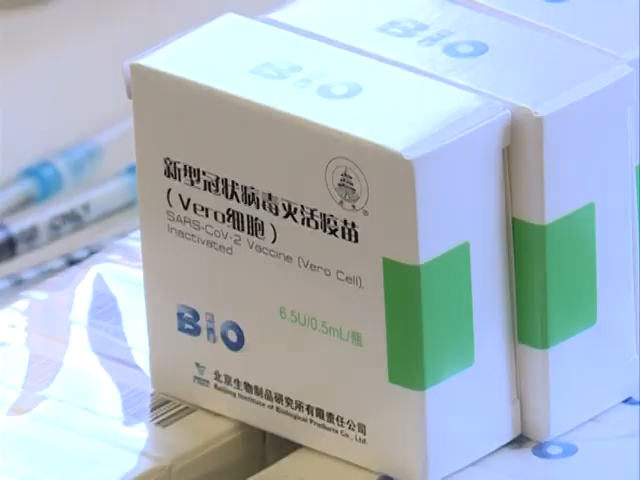 BiO
BiO
新型冠状病毒灭活疫苗
（Vero细胞）
SARS-CoV-2 Vaccine (Vero Cell),
Inactivated
6.5U/0.5mL/瓶
BiO
北京生物制品研究所有限责任公司
Beijing Institute of Biological Products Co., Ltd.